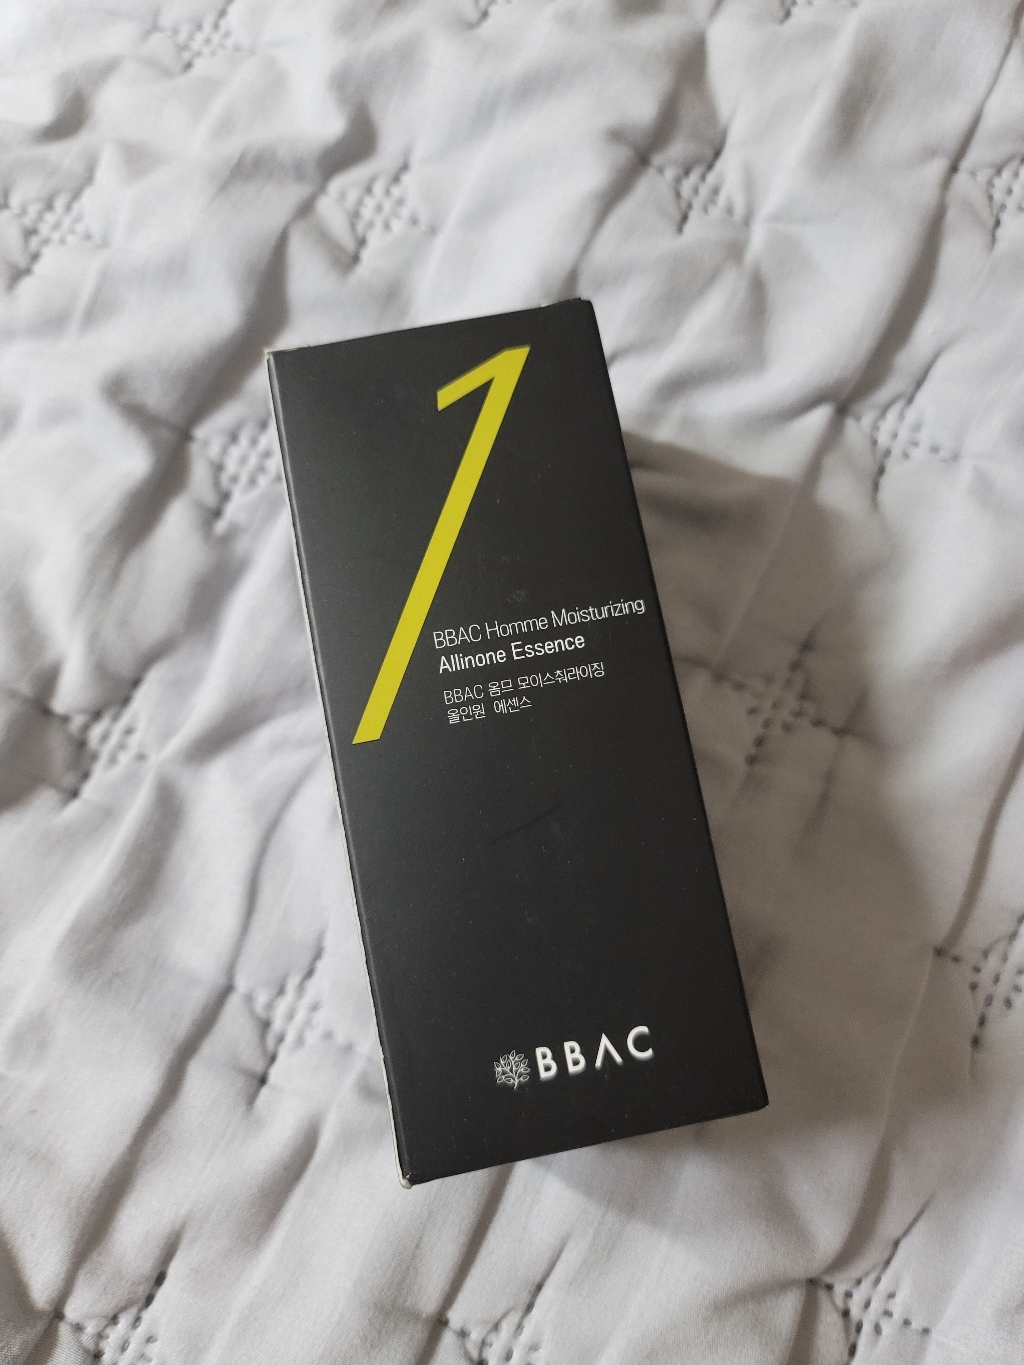 1
BBAC Homme Moisturizing
Allinone Essence
BBAC 옴므 모이스춰라이징
올인원 에센스
BBAC